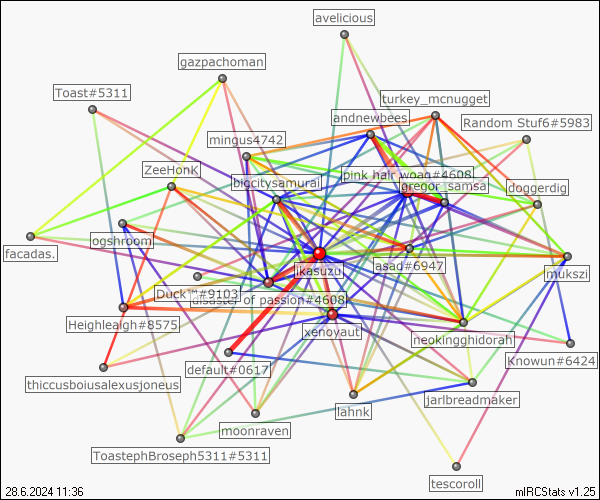 avelicious
gazpachoman
Toast#5311
turkey_mcnugget
andnewbees
Random Stuf6#5983
mingus4742
ZeeHonk
pink hair woag#4608
bigcitysamurai
gregor_samsa
doggerdig
ogshroom
facadas.
ikasuzu
asad#6947
mukszi
Duck™#9103
disaster of passion#4608
Heighleaigh#8575
xenoyaut
neokingghidorah
Knowun#6424
default#0617
thiccusboiusalexusjoneus
jarlbreadmaker
lahnk
moonraven
ToastephBroseph5311#5311
tescoroll
28.6.2024 11:36
mIRCStats v1.25